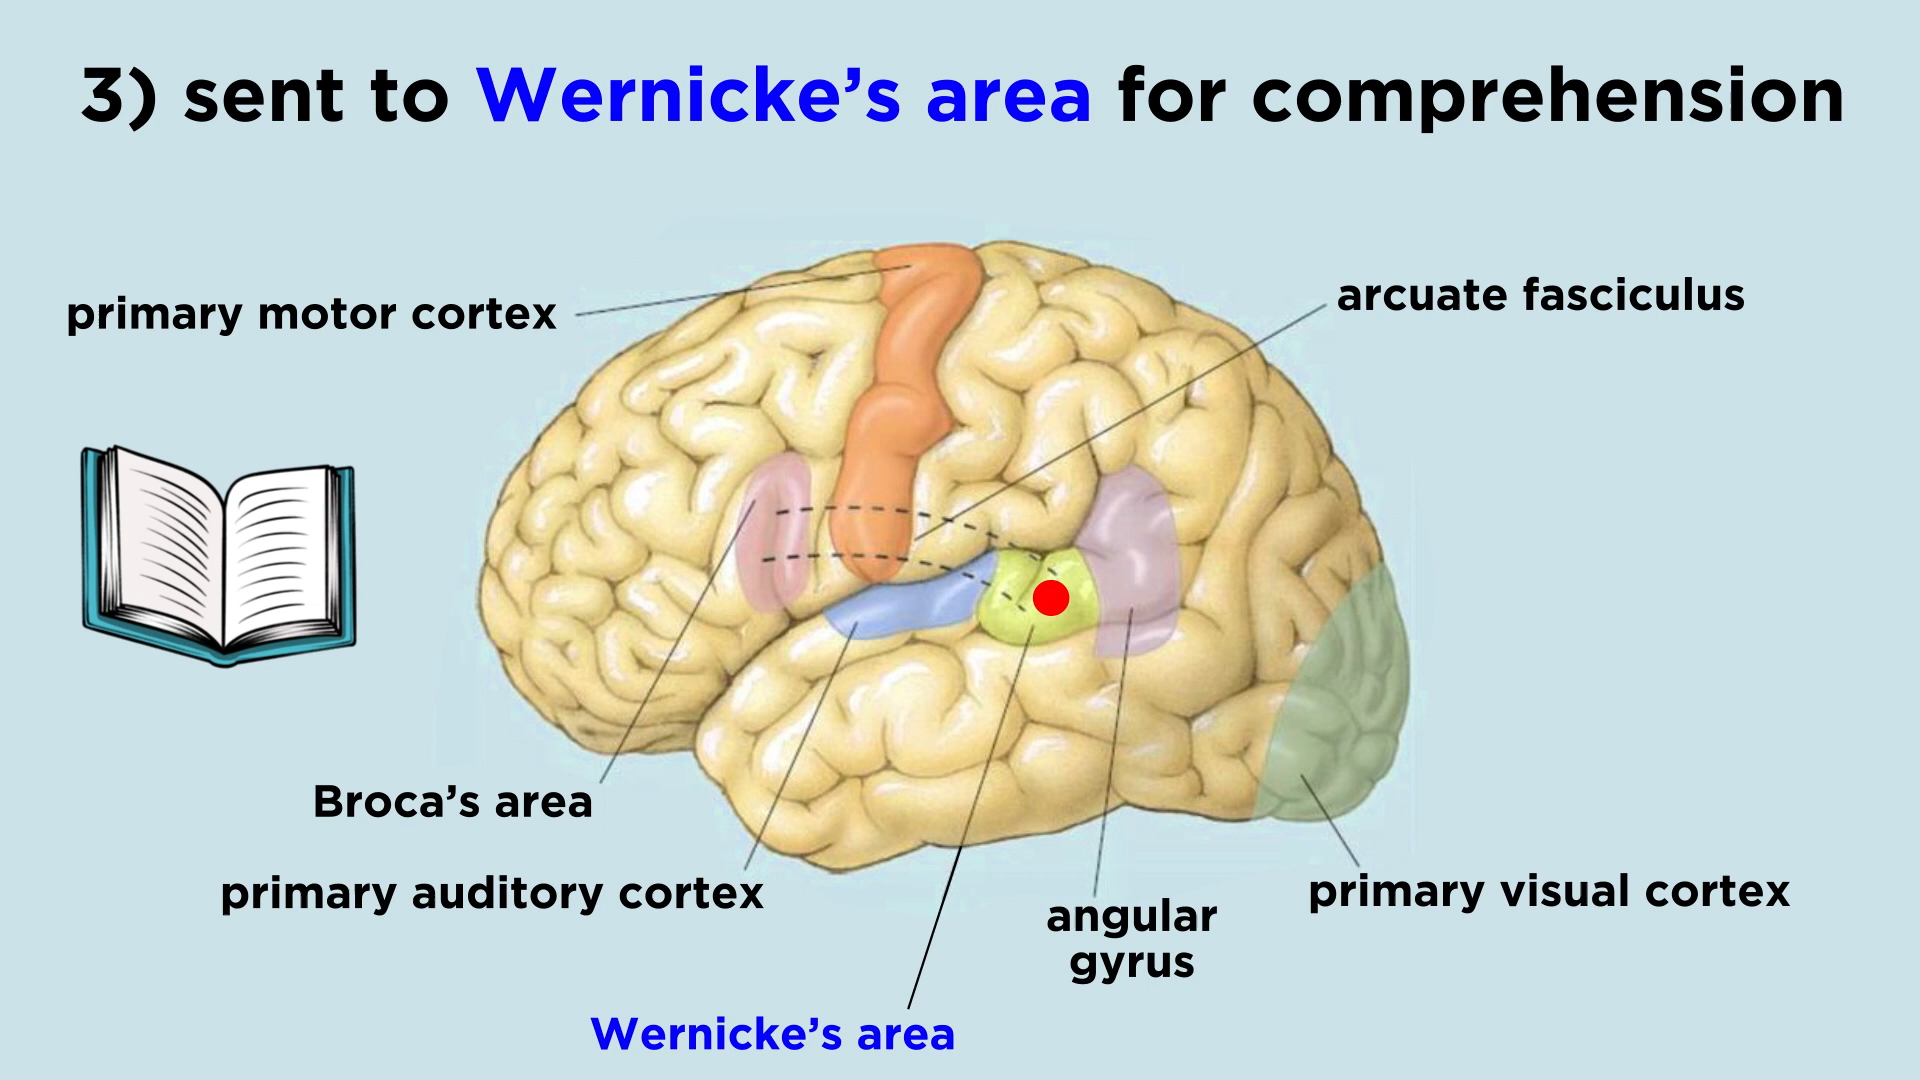 3) sent to Wernicke’s area for comprehension
primary motor cortex
arcuate fasciculus
Broca’s area
primary auditory cortex
angular
gyrus
primary visual cortex
Wernicke’s area